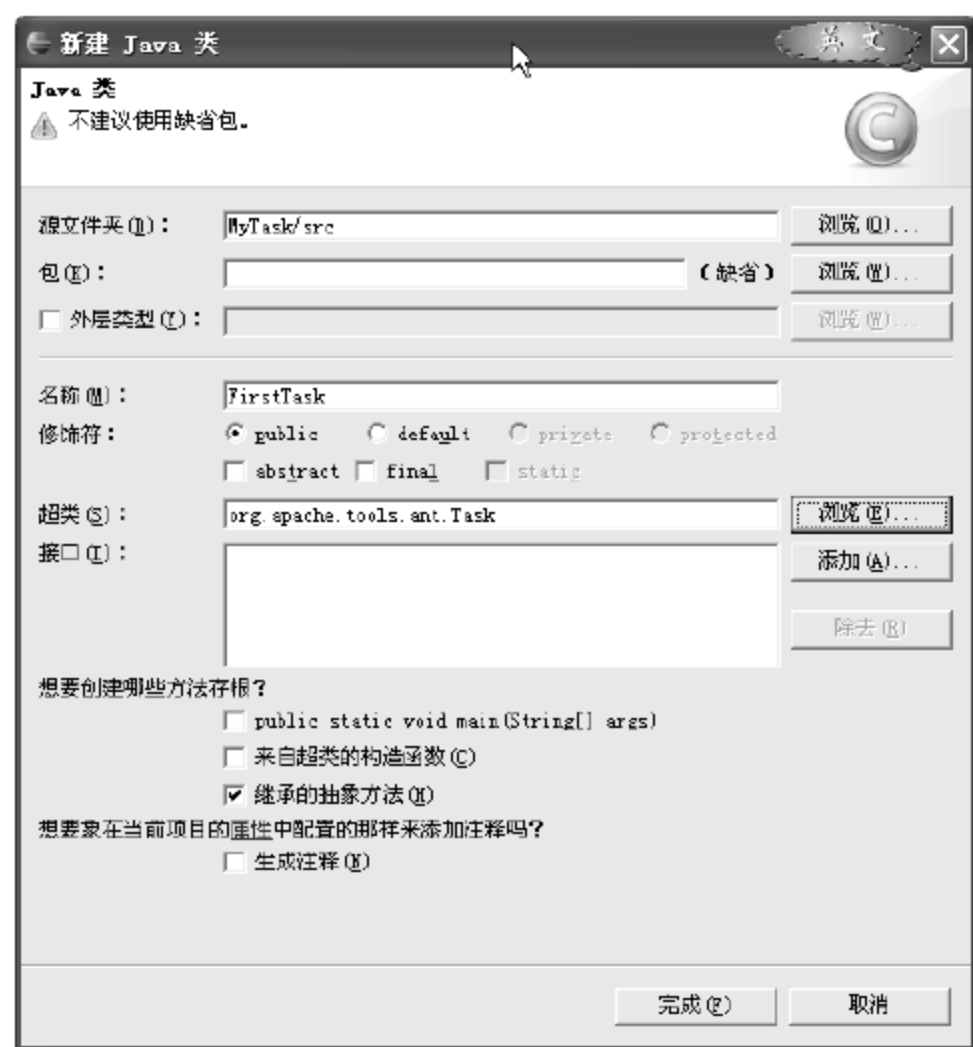 新建 Java 类
英 文
Java 类
不建议使用缺省包。
源文件夹(D)： MyTask/src 浏览(O)...
包(K)： (缺省) 浏览(W)...
外层类型(Y)： 浏览(W)...
名称(M)： FirstTask
修饰符： public default private protected
abstract final static
超类(S)： org.apache.tools.ant.Task 浏览(E)...
接口(I)： 添加(A)...
除去(R)
想要创建哪些方法存根？
public static void main(String[] args)
来自超类的构造函数(C)
继承的抽象方法(H)
想要象在当前项目的属性中配置的那样来添加注释吗？
生成注释(N)
完成(F) 取消